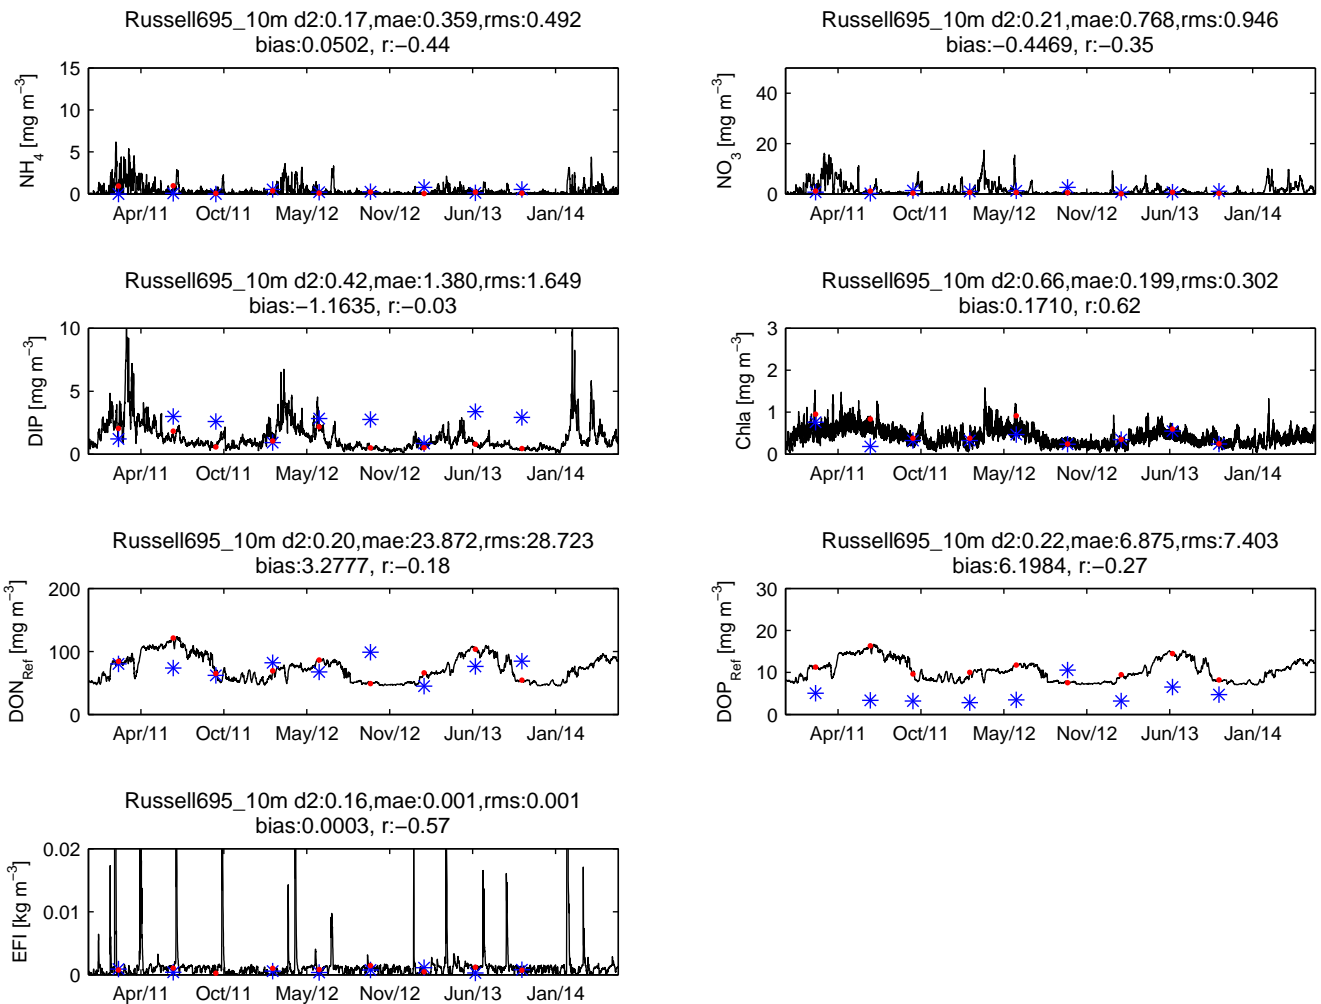 Russell695_10m d2:0.17,mae:0.359,rms:0.492
bias:0.0502, r:−0.44
15
10
5
0
NH4 [mg m−3]
Apr/11 Oct/11 May/12 Nov/12 Jun/13 Jan/14
Russell695_10m d2:0.21,mae:0.768,rms:0.946
bias:−0.4469, r:−0.35
40
20
0
NO3 [mg m−3]
Apr/11 Oct/11 May/12 Nov/12 Jun/13 Jan/14
Russell695_10m d2:0.42,mae:1.380,rms:1.649
bias:−1.1635, r:−0.03
10
5
0
DIP [mg m−3]
Apr/11 Oct/11 May/12 Nov/12 Jun/13 Jan/14
Russell695_10m d2:0.66,mae:0.199,rms:0.302
bias:0.1710, r:0.62
3
2
1
0
Chla [mg m−3]
Apr/11 Oct/11 May/12 Nov/12 Jun/13 Jan/14
Russell695_10m d2:0.20,mae:23.872,rms:28.723
bias:3.2777, r:−0.18
200
100
0
DONRef [mg m−3]
Apr/11 Oct/11 May/12 Nov/12 Jun/13 Jan/14
Russell695_10m d2:0.22,mae:6.875,rms:7.403
bias:6.1984, r:−0.27
30
20
10
0
DOPRef [mg m−3]
Apr/11 Oct/11 May/12 Nov/12 Jun/13 Jan/14
Russell695_10m d2:0.16,mae:0.001,rms:0.001
bias:0.0003, r:−0.57
0.02
0.01
0
EFI [kg m−3]
Apr/11 Oct/11 May/12 Nov/12 Jun/13 Jan/14